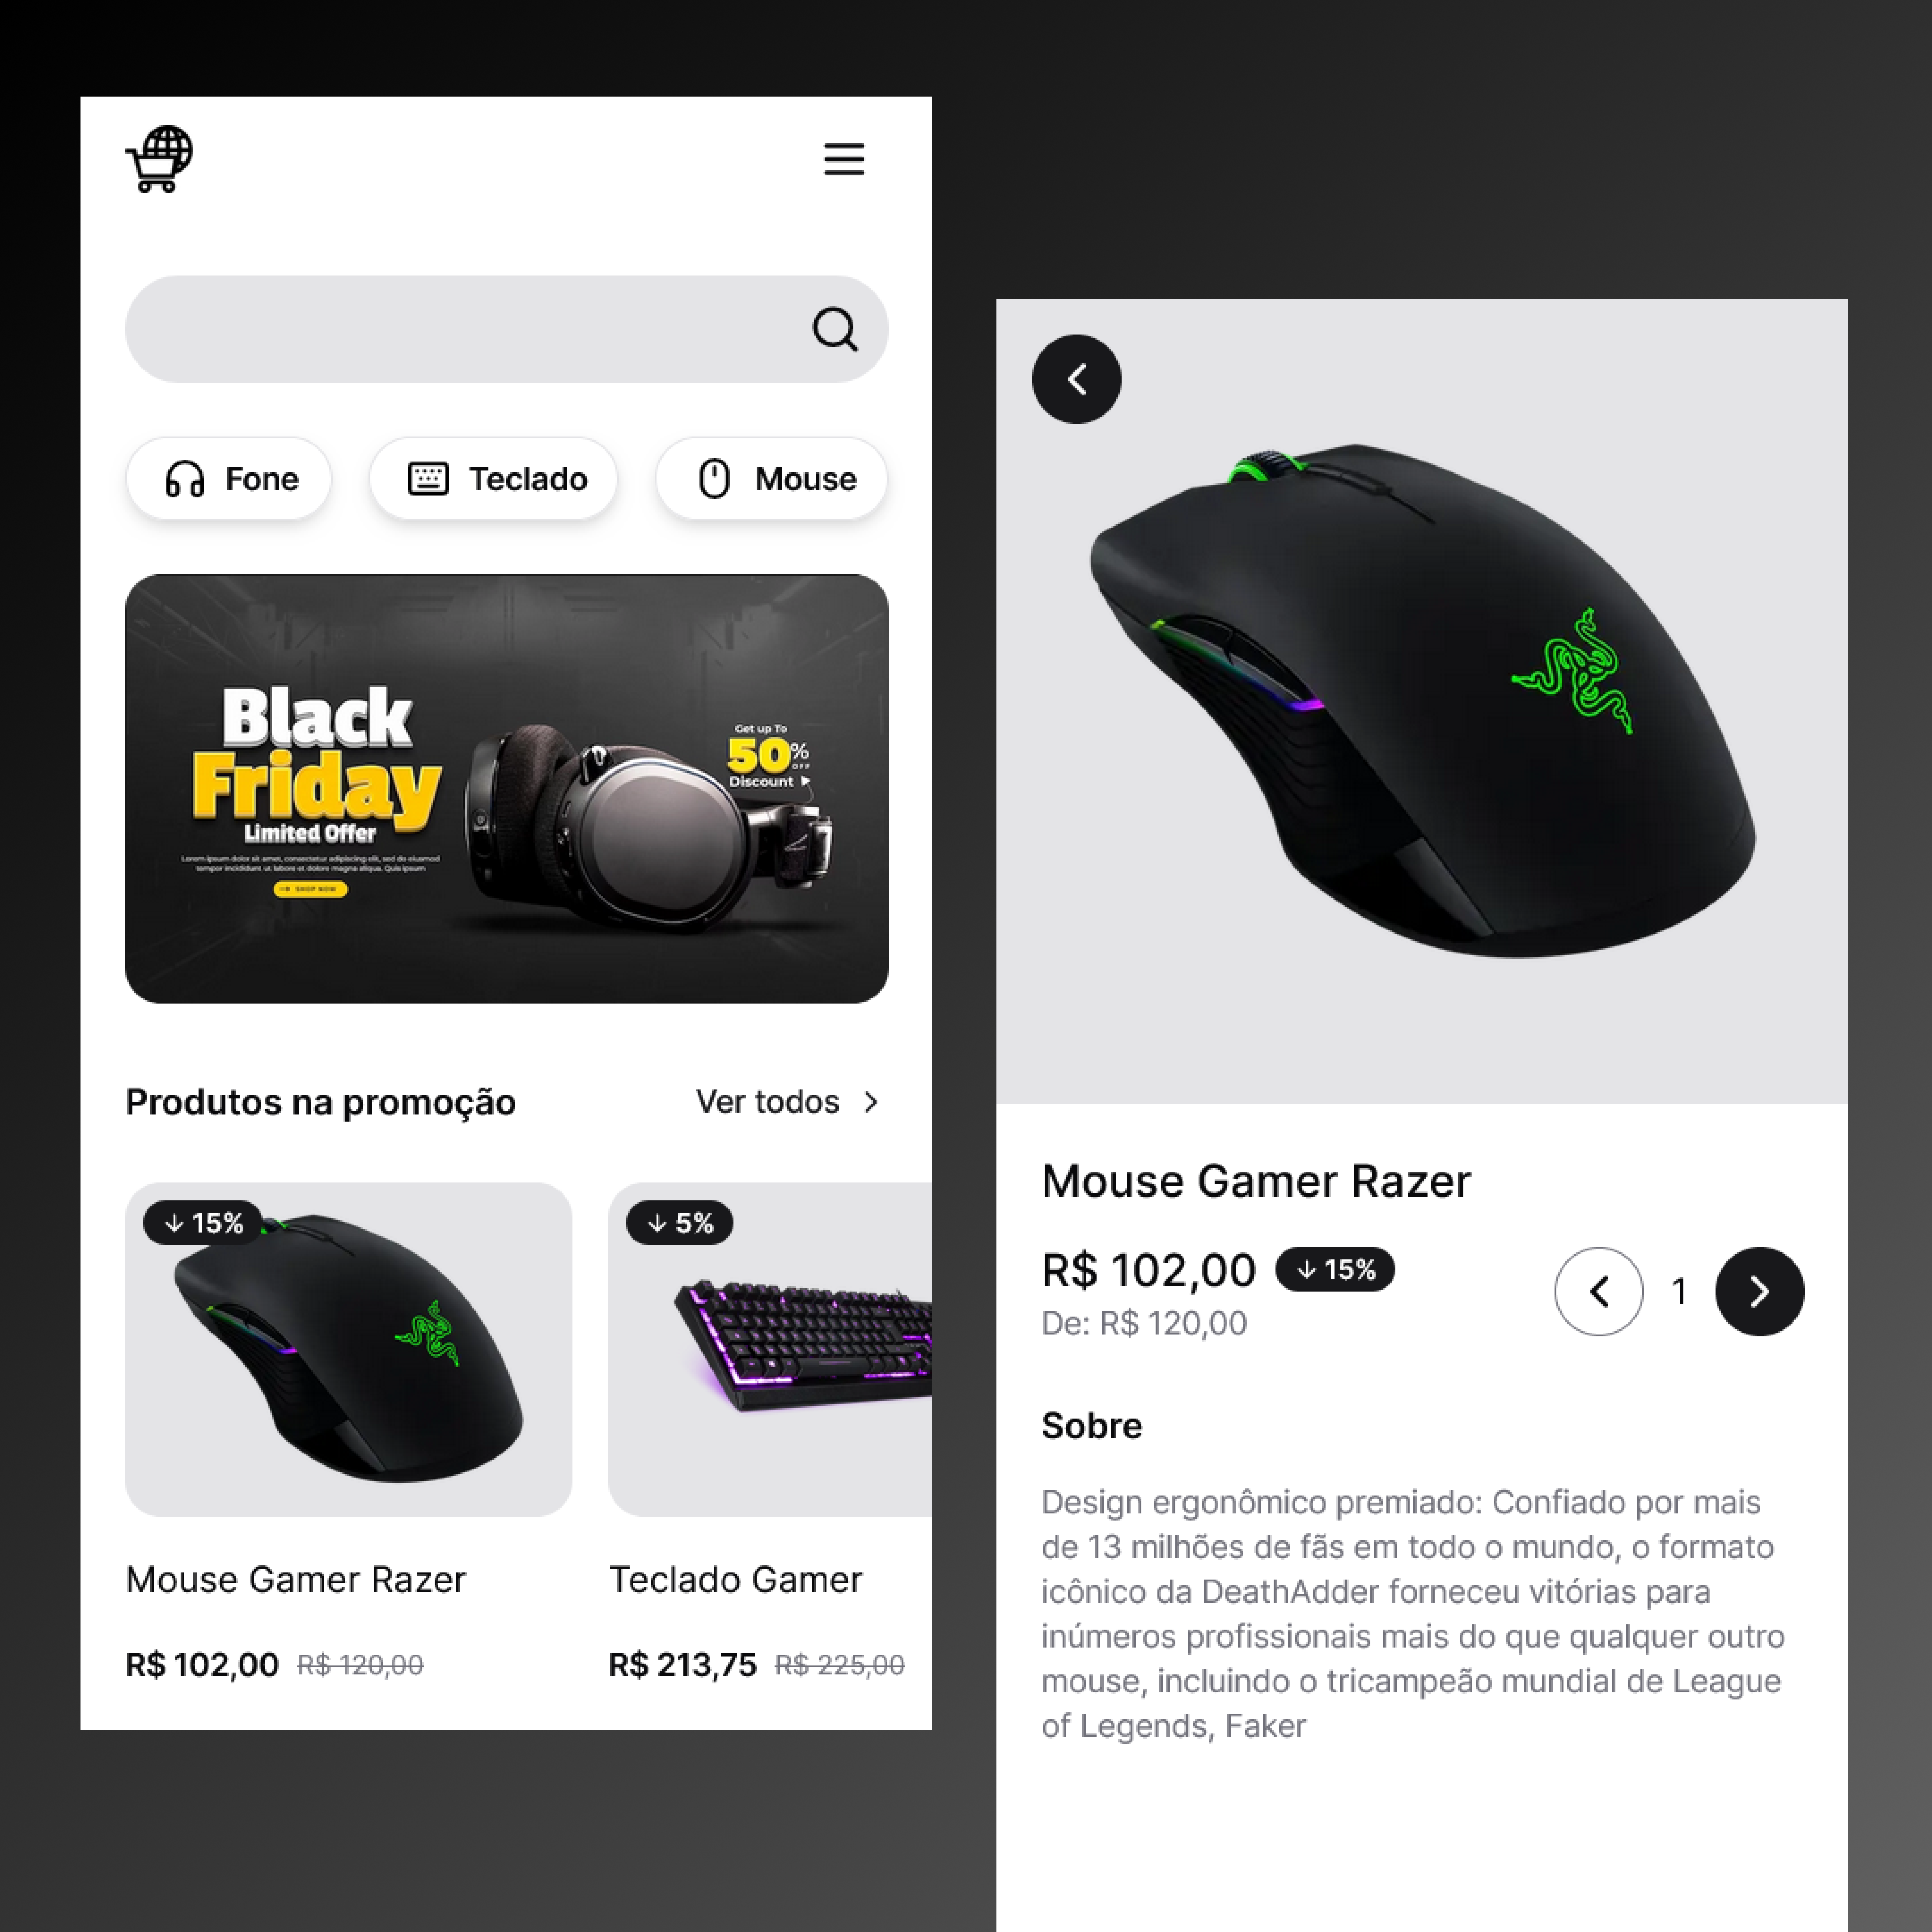 Fone
Teclado
Mouse
Black
Friday
Limited Offer
Lorem ipsum dolor sit amet, consectetur adipiscing elit, sed do eiusmod
tempor incididunt ut labore et dolore magna aliqua. Quis ipsum
SHOP NOW
Get up To
50%
OFF
Discount
Produtos na promoção
Ver todos
15%
5%
Mouse Gamer Razer
Teclado Gamer
R$ 102,00 R$ 120,00
R$ 213,75 R$ 225,00
Mouse Gamer Razer
R$ 102,00 15%
De: R$ 120,00
1
Sobre
Design ergonômico premiado: Confiado por mais
de 13 milhões de fãs em todo o mundo, o formato
icônico da DeathAdder forneceu vitórias para
inúmeros profissionais mais do que qualquer outro
mouse, incluindo o tricampeão mundial de League
of Legends, Faker